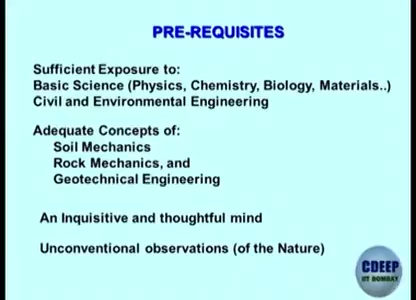 PRE-REQUISITES
Sufficient Exposure to:
Basic Science (Physics, Chemistry, Biology, Materials..)
Civil and Environmental Engineering
Adequate Concepts of:
Soil Mechanics
Rock Mechanics, and
Geotechnical Engineering
An Inquisitive and thoughtful mind
Unconventional observations (of the Nature)
CDEEP
IIT BOMBAY